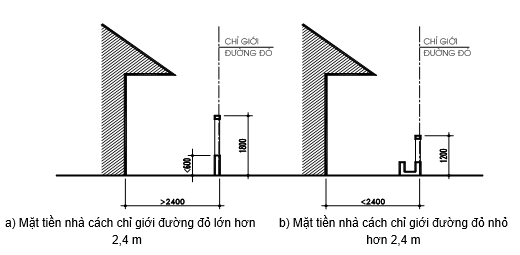 CHỈ GIỚI
ĐƯỜNG ĐỎ
CHỈ GIỚI
ĐƯỜNG ĐỎ
1800
<600
1200
>2400
<2400
a) Mặt tiền nhà cách chỉ giới đường đỏ lớn hơn
2,4 m
b) Mặt tiền nhà cách chỉ giới đường đỏ nhỏ
hơn 2,4 m